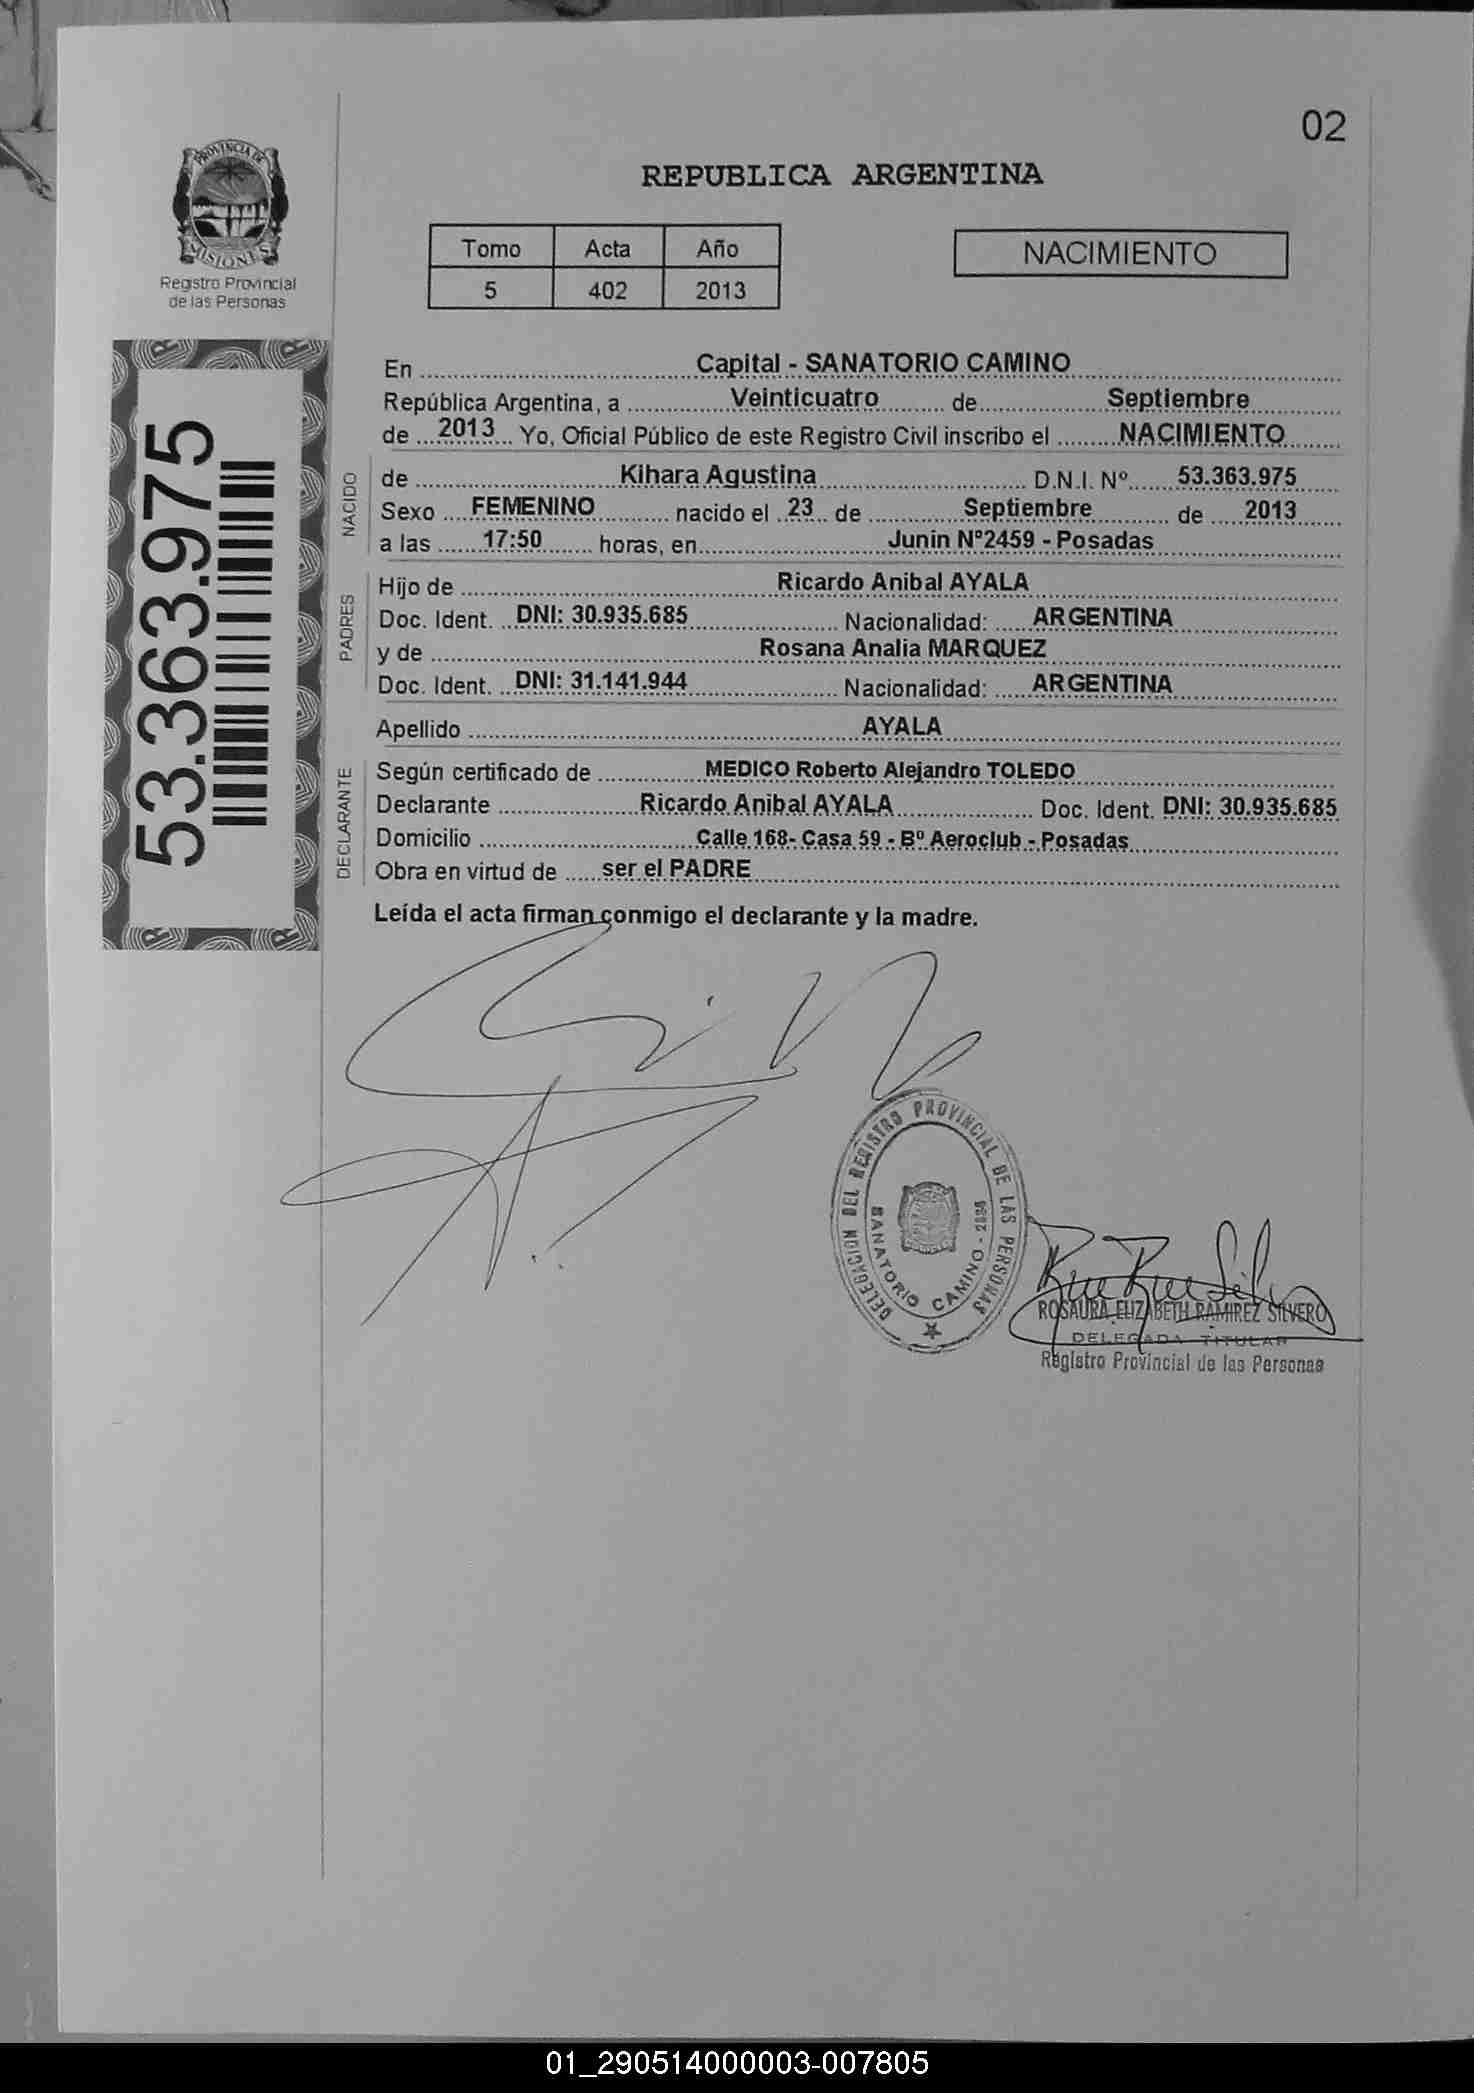 02
PROVINCIA DE
MISIONES
Registro Provincial
de las Personas
REPUBLICA ARGENTINA
Tomo Acta Año
5 402 2013
NACIMIENTO
53.363.975
En Capital - SANATORIO CAMINO
República Argentina, a Veinticuatro de Septiembre
de 2013 Yo, Oficial Público de este Registro Civil inscribo el NACIMIENTO
NACIDO
de Kihara Agustina D.N.I. Nº 53.363.975
Sexo FEMENINO nacido el 23 de Septiembre de 2013
a las 17:50 horas, en Junin Nº2459 - Posadas
PADRES
Hijo de Ricardo Anibal AYALA
Doc. Ident. DNI: 30.935.685 Nacionalidad: ARGENTINA
y de Rosana Analia MARQUEZ
Doc. Ident. DNI: 31.141.944 Nacionalidad: ARGENTINA
Apellido AYALA
DECLARANTE
Según certificado de MEDICO Roberto Alejandro TOLEDO
Declarante Ricardo Anibal AYALA Doc. Ident. DNI: 30.935.685
Domicilio Calle 168- Casa 59 - Bº Aeroclub - Posadas
Obra en virtud de ser el PADRE
Leída el acta firman conmigo el declarante y la madre.
DELEGACION DEL REGISTRO PROVINCIAL DE LAS PERSONAS
SANATORIO CAMINO
ROSAURA ELIZABETH RAMIREZ SILVERO
DELEGADA TITULAR
Registro Provincial de las Personas
01_290514000003-007805